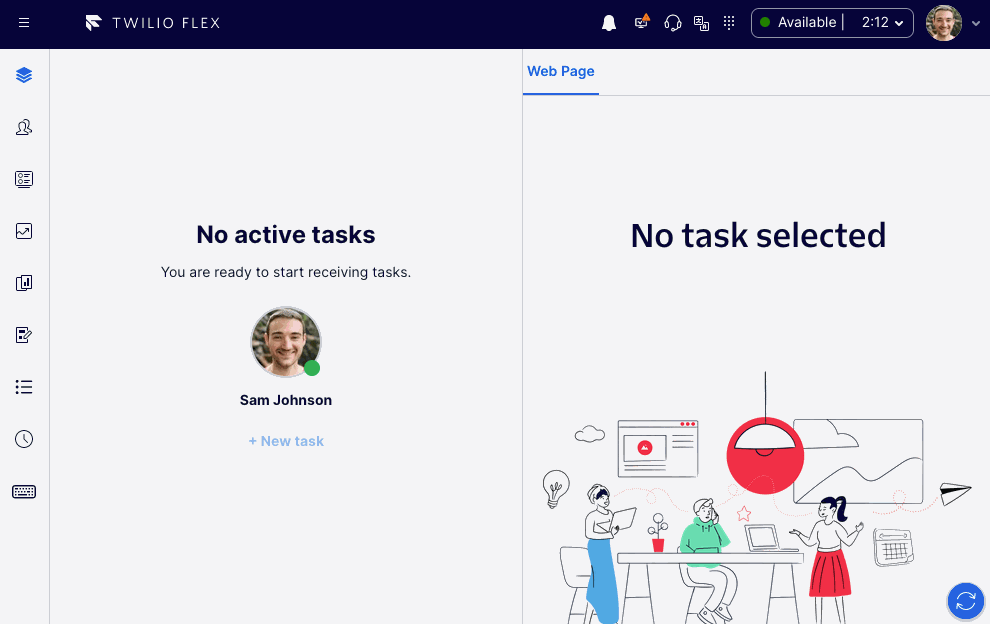 TWILIO FLEX
Available | 2:12
Web Page
No active tasks
You are ready to start receiving tasks.
Sam Johnson
+ New task
No task selected